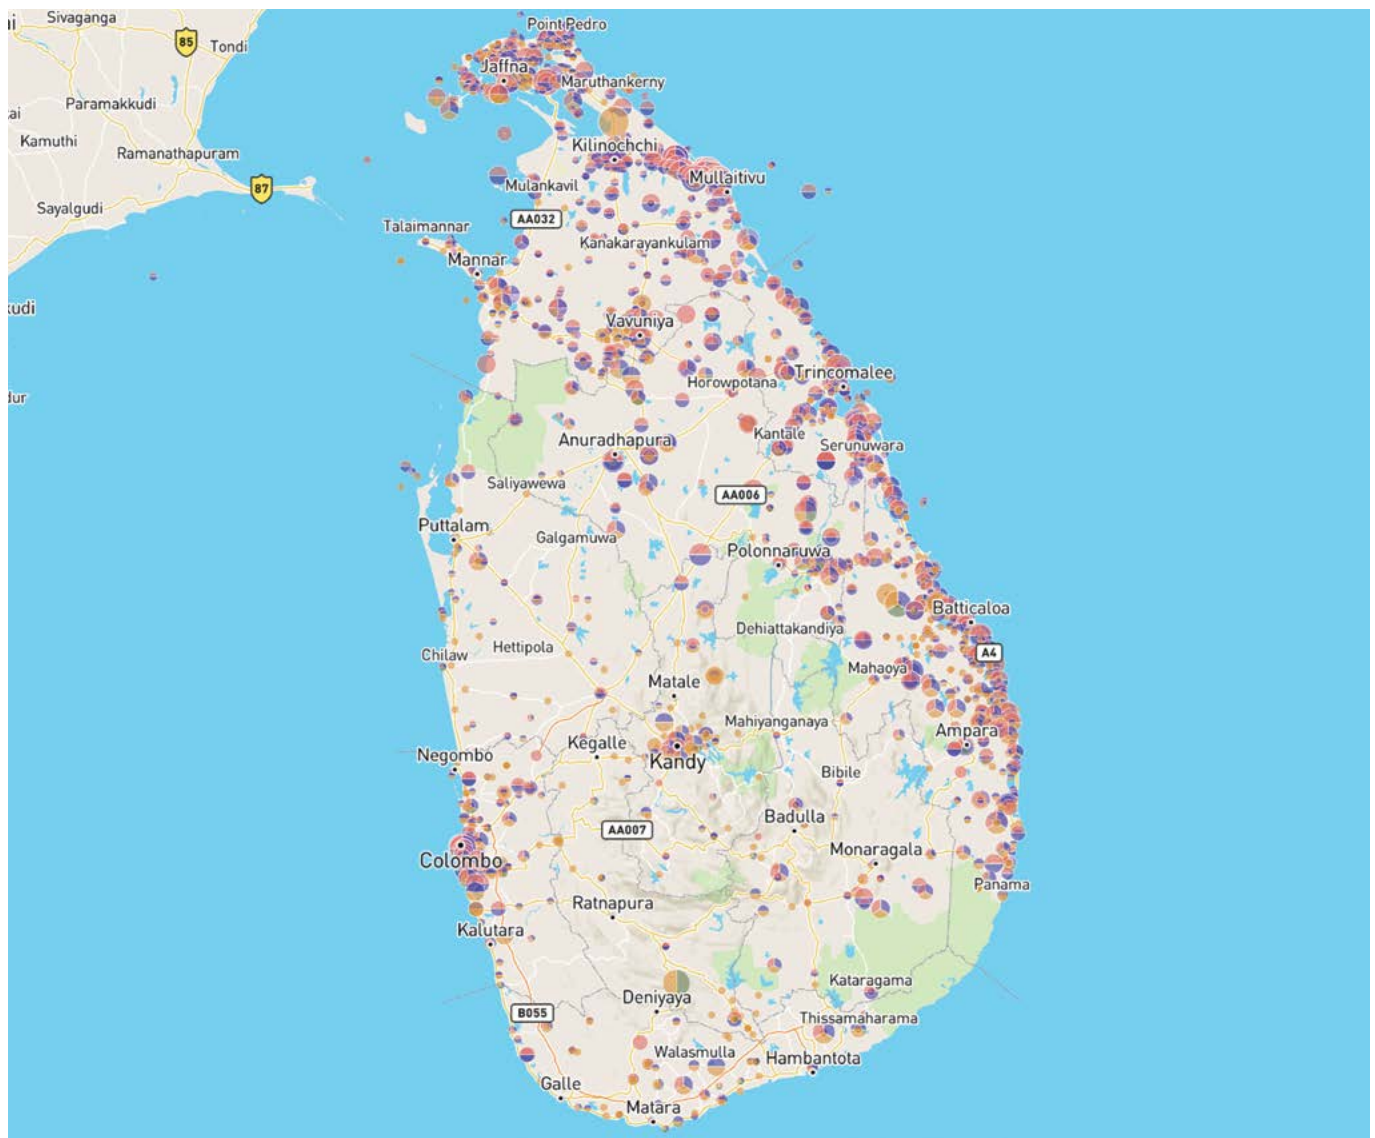 Sivaganga
Point Pedro
85
Tondi
Jaffna
Maruthankerny
Paramakkudi
ai
Kamuthi
Kilinochchi
Ramanathapuram
Mullaitivu
87
Mulankavil
Sayalgudi
AA032
Talaimannar
Kanakarayankulam
Mannar
kudi
Vavuniya
Trincomalee
Horowpotana
dur
Kantale
Anuradhapura
Serunuwara
Saliyawewa
AA006
Puttalam
Galgamuwa
Polonnaruwa
Batticaloa
Dehiattakandiya
Hettipola
Chilaw
A4
Mahaoya
Matale
Mahiyanganaya
Ampara
Kegalle
Negombo
Kandy
Bibile
Badulla
AA007
Monaragala
Colombo
Panama
Ratnapura
Kalutara
Kataragama
Deniyaya
B055
Thissamaharama
Walasmulla
Hambantota
Galle
Matara